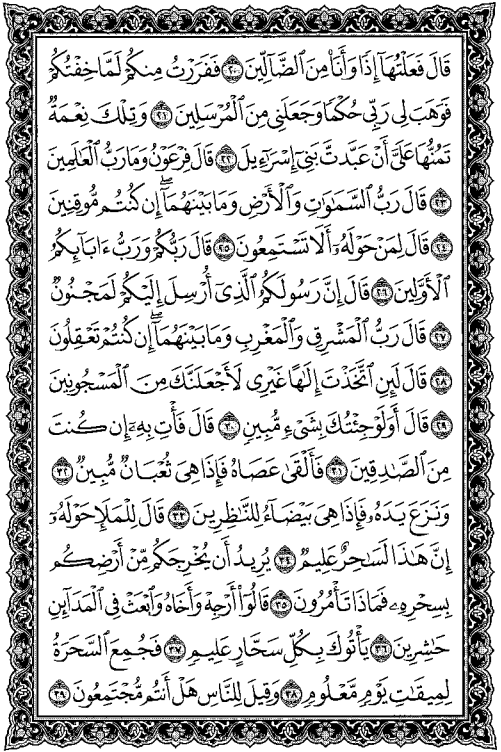 قَالَ فَعَلْتُهَآ إِذًا وَأَنَا۠ مِنَ ٱلضَّآلِّينَ ٢٠ فَفَرَرْتُ مِنكُمْ لَمَّا خِفْتُكُمْ
فَوَهَبَ لِى رَبِّى حُكْمًا وَجَعَلَنِى مِنَ ٱلْمُرْسَلِينَ ٢١ وَتِلْكَ نِعْمَةٌ
تَمُنُّهَا عَلَىَّ أَنْ عَبَّدتَّ بَنِىٓ إِسْرَٰٓءِيلَ ٢٢ قَالَ فِرْعَوْنُ وَمَا رَبُّ ٱلْعَٰلَمِينَ
٢٣ قَالَ رَبُّ ٱلسَّمَٰوَٰتِ وَٱلْأَرْضِ وَمَا بَيْنَهُمَآ ۖ إِن كُنتُم مُّوقِنِينَ
٢٤ قَالَ لِمَنْ حَوْلَهُۥٓ أَلَا تَسْتَمِعُونَ ٢٥ قَالَ رَبُّكُمْ وَرَبُّ ءَابَآئِكُمُ
ٱلْأَوَّلِينَ ٢٦ قَالَ إِنَّ رَسُولَكُمُ ٱلَّذِىٓ أُرْسِلَ إِلَيْكُمْ لَمَجْنُونٌ
٢٧ قَالَ رَبُّ ٱلْمَشْرِقِ وَٱلْمَغْرِبِ وَمَا بَيْنَهُمَآ ۖ إِن كُنتُمْ تَعْقِلُونَ
٢٨ قَالَ لَئِنِ ٱتَّخَذْتَ إِلَٰهًا غَيْرِى لَأَجْعَلَنَّكَ مِنَ ٱلْمَسْجُونِينَ
٢٩ قَالَ أَوَلَوْ جِئْتُكَ بِشَىْءٍ مُّبِينٍ ٣٠ قَالَ فَأْتِ بِهِۦٓ إِن كُنتَ
مِنَ ٱلصَّٰدِقِينَ ٣١ فَأَلْقَىٰ عَصَاهُ فَإِذَا هِىَ ثُعْبَانٌ مُّبِينٌ ٣٢
وَنَزَعَ يَدَهُۥ فَإِذَا هِىَ بَيْضَآءُ لِلنَّٰظِرِينَ ٣٣ قَالَ لِلْمَلَإِ حَوْلَهُۥٓ
إِنَّ هَٰذَا لَسَٰحِرٌ عَلِيمٌ ٣٤ يُرِيدُ أَن يُخْرِجَكُم مِّنْ أَرْضِكُم
بِسِحْرِهِۦ فَمَاذَا تَأْمُرُونَ ٣٥ قَالُوٓا۟ أَرْجِهْ وَأَخَاهُ وَٱبْعَثْ فِى ٱلْمَدَآئِنِ
حَٰشِرِينَ ٣٦ يَأْتُوكَ بِكُلِّ سَحَّارٍ عَلِيمٍ ٣٧ فَجُمِعَ ٱلسَّحَرَةُ
لِمِيقَٰتِ يَوْمٍ مَّعْلُومٍ ٣٨ وَقِيلَ لِلنَّاسِ هَلْ أَنتُم مُّجْتَمِعُونَ ٣٩